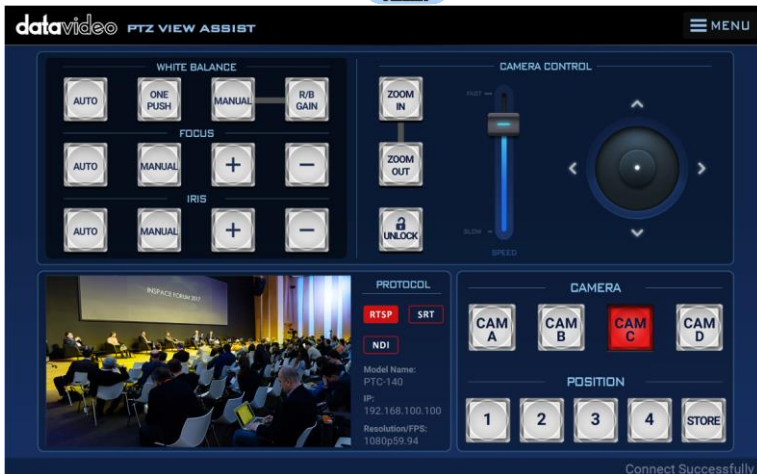 datavideo PTZ VIEW ASSIST
MENU
WHITE BALANCE
AUTO
ONE
PUSH
MANUAL
R/B
GAIN
FOCUS
AUTO
MANUAL
+
−
IRIS
AUTO
MANUAL
+
−
CAMERA CONTROL
ZOOM
IN
ZOOM
OUT
UNLOCK
FAST
SLOW
SPEED
INSPACE FORUM 2017
PROTOCOL
RTSP
SRT
NDI
Model Name:
PTC-140
IP:
192.168.100.100
Resolution/FPS:
1080p59.94
CAMERA
CAM
A
CAM
B
CAM
C
CAM
D
POSITION
1
2
3
4
STORE
Connect Successfully